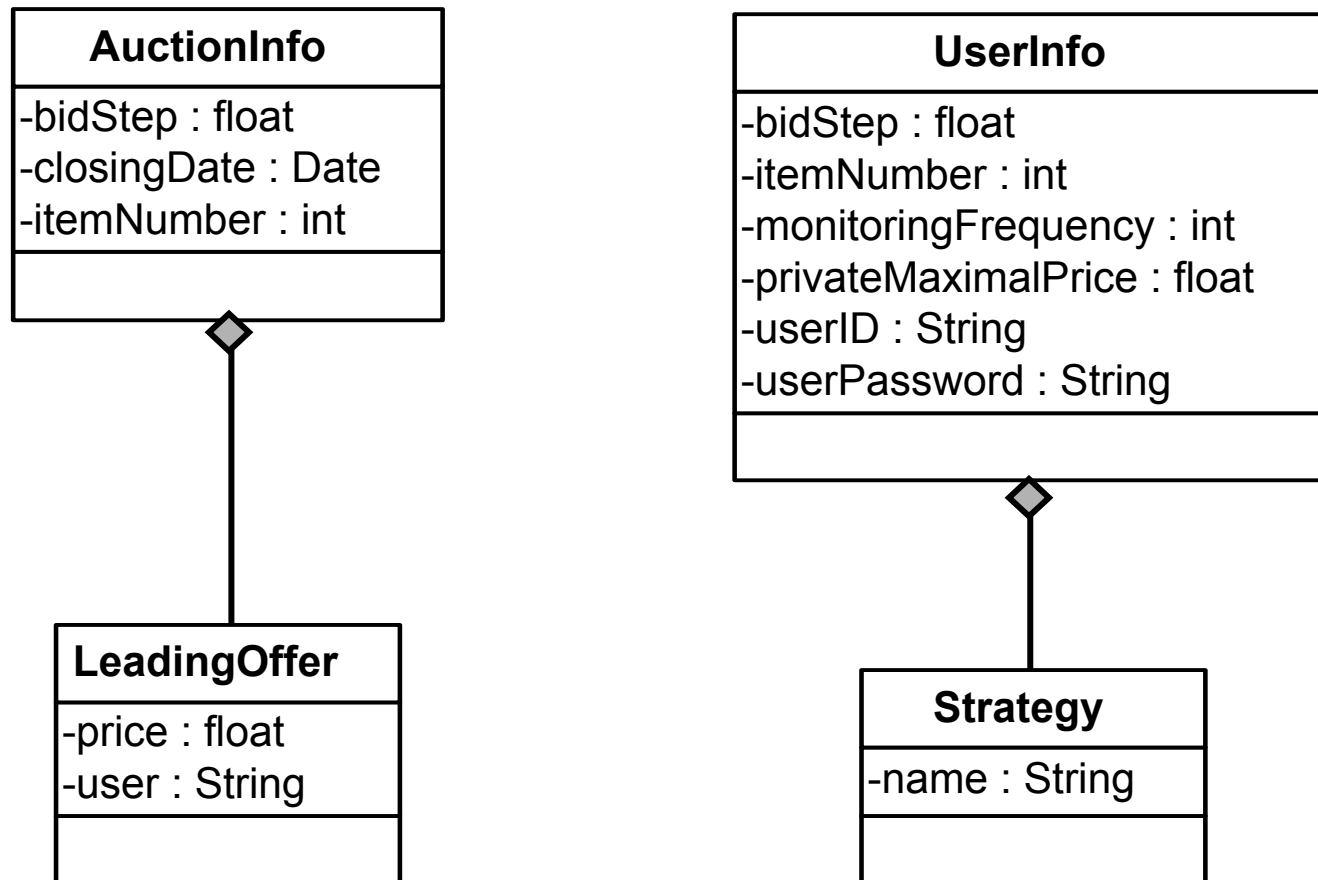 AuctionInfo
-bidStep : float
-closingDate : Date
-itemNumber : int
UserInfo
-bidStep : float
-itemNumber : int
-monitoringFrequency : int
-privateMaximalPrice : float
-userID : String
-userPassword : String
LeadingOffer
-price : float
-user : String
Strategy
-name : String